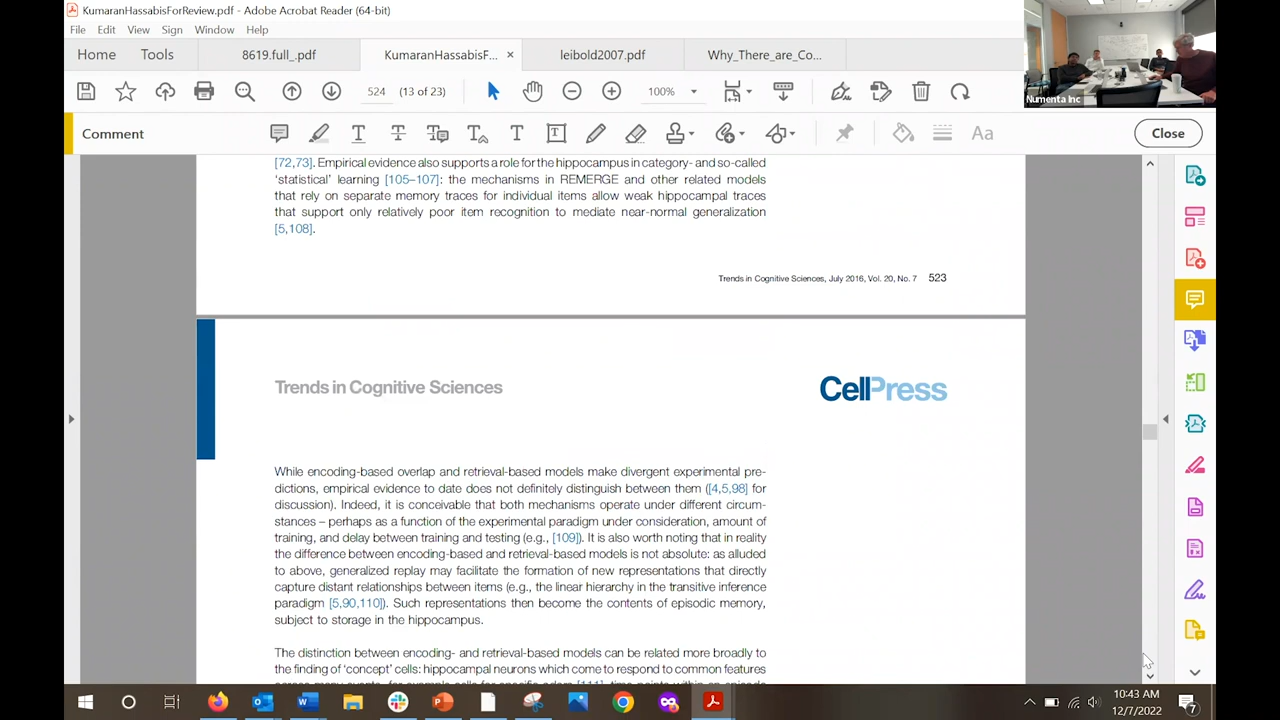 KumaranHassabisForReview.pdf - Adobe Acrobat Reader (64-bit)
File Edit View Sign Window Help
Home Tools 8619.full_.pdf KumaranHassabisF... × leibold2007.pdf Why_There_are_Co...
524 (13 of 23) 100%
Numenta Inc
Comment
Aa
Close
[72,73]. Empirical evidence also supports a role for the hippocampus in category- and so-called
'statistical' learning [105–107]: the mechanisms in REMERGE and other related models
that rely on separate memory traces for individual items allow weak hippocampal traces
that support only relatively poor item recognition to mediate near-normal generalization
[5,108].
Trends in Cognitive Sciences, July 2016, Vol. 20, No. 7 523
Trends in Cognitive Sciences
CellPress
While encoding-based overlap and retrieval-based models make divergent experimental pre-
dictions, empirical evidence to date does not definitely distinguish between them ([4,5,98] for
discussion). Indeed, it is conceivable that both mechanisms operate under different circum-
stances – perhaps as a function of the experimental paradigm under consideration, amount of
training, and delay between training and testing (e.g., [109]). It is also worth noting that in reality
the difference between encoding-based and retrieval-based models is not absolute: as alluded
to above, generalized replay may facilitate the formation of new representations that directly
capture distant relationships between items (e.g., the linear hierarchy in the transitive inference
paradigm [5,90,110]). Such representations then become the contents of episodic memory,
subject to storage in the hippocampus.
The distinction between encoding- and retrieval-based models can be related more broadly to
the finding of 'concept' cells: hippocampal neurons which come to respond to common features
10:43 AM
12/7/2022
7